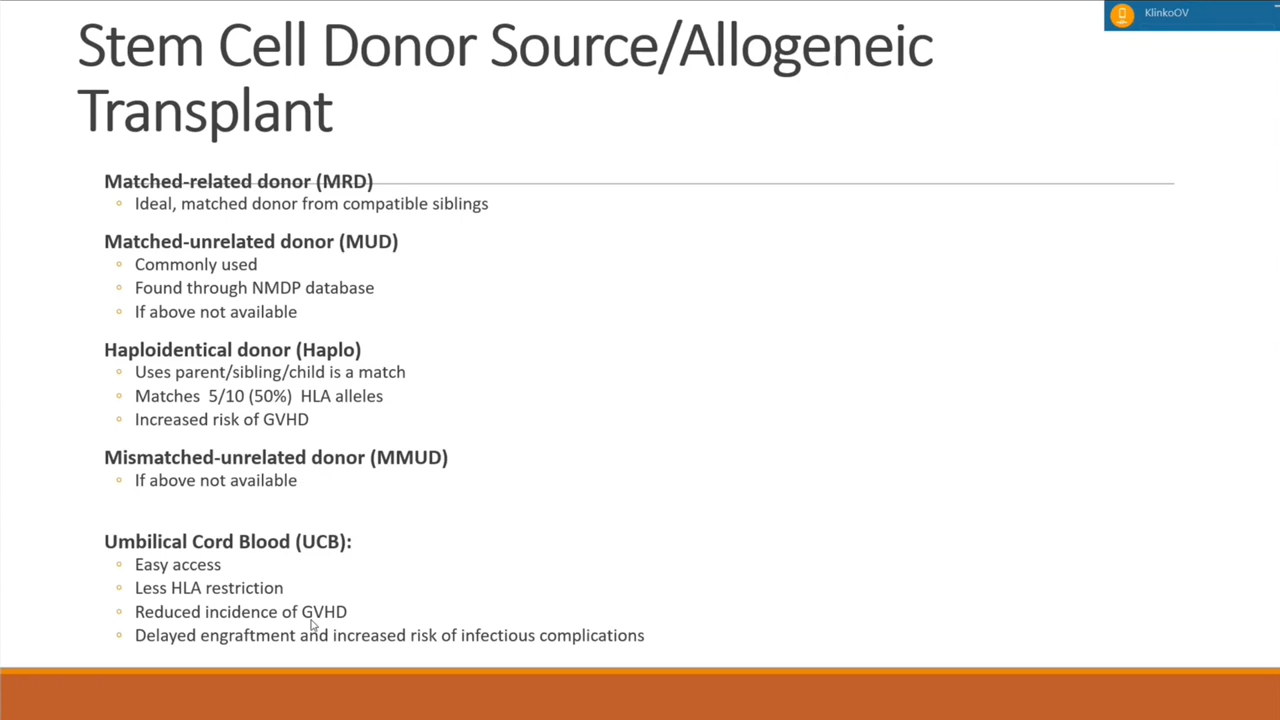 KlinkoOV
Stem Cell Donor Source/Allogeneic
Transplant
Matched-related donor (MRD)
Ideal, matched donor from compatible siblings
Matched-unrelated donor (MUD)
Commonly used
Found through NMDP database
If above not available
Haploidentical donor (Haplo)
Uses parent/sibling/child is a match
Matches 5/10 (50%) HLA alleles
Increased risk of GVHD
Mismatched-unrelated donor (MMUD)
If above not available
Umbilical Cord Blood (UCB):
Easy access
Less HLA restriction
Reduced incidence of GVHD
Delayed engraftment and increased risk of infectious complications